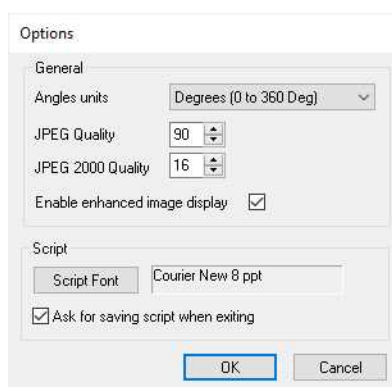 Options
General
Angles units Degrees (0 to 360 Deg)
JPEG Quality 90
JPEG 2000 Quality 16
Enable enhanced image display
Script
Script Font Courier New 8 ppt
Ask for saving script when exiting
OK Cancel